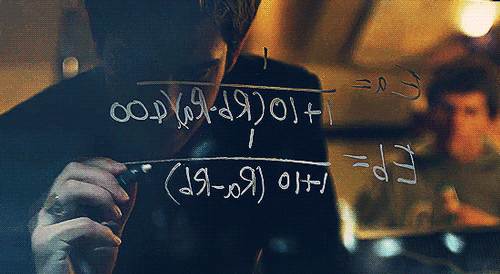 1
Ea = 1+10 (Rb-Ra)/400
1
Eb = 1+10 (Ra-Rb)